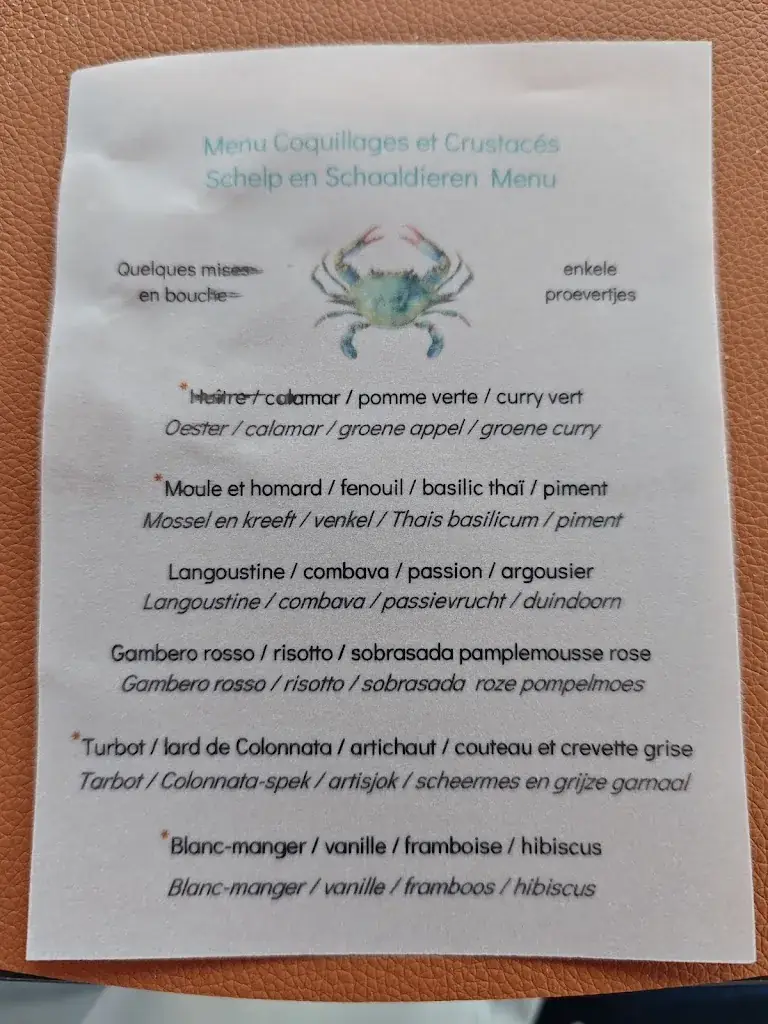 Menu Coquillages et Crustacés
Schelp en Schaaldieren Menu
Quelques mises
en bouche
enkele
proevertjes
*Huître / calamar / pomme verte / curry vert
Oester / calamar / groene appel / groene curry
*Moule et homard / fenouil / basilic thaï / piment
Mossel en kreeft / venkel / Thais basilicum / piment
Langoustine / combava / passion / argousier
Langoustine / combava / passievrucht / duindoorn
Gambero rosso / risotto / sobrasada pamplemousse rose
Gambero rosso / risotto / sobrasada roze pompelmoes
*Turbot / lard de Colonnata / artichaut / couteau et crevette grise
Tarbot / Colonnata-spek / artisjok / scheermes en grijze garnaal
*Blanc-manger / vanille / framboise / hibiscus
Blanc-manger / vanille / framboos / hibiscus